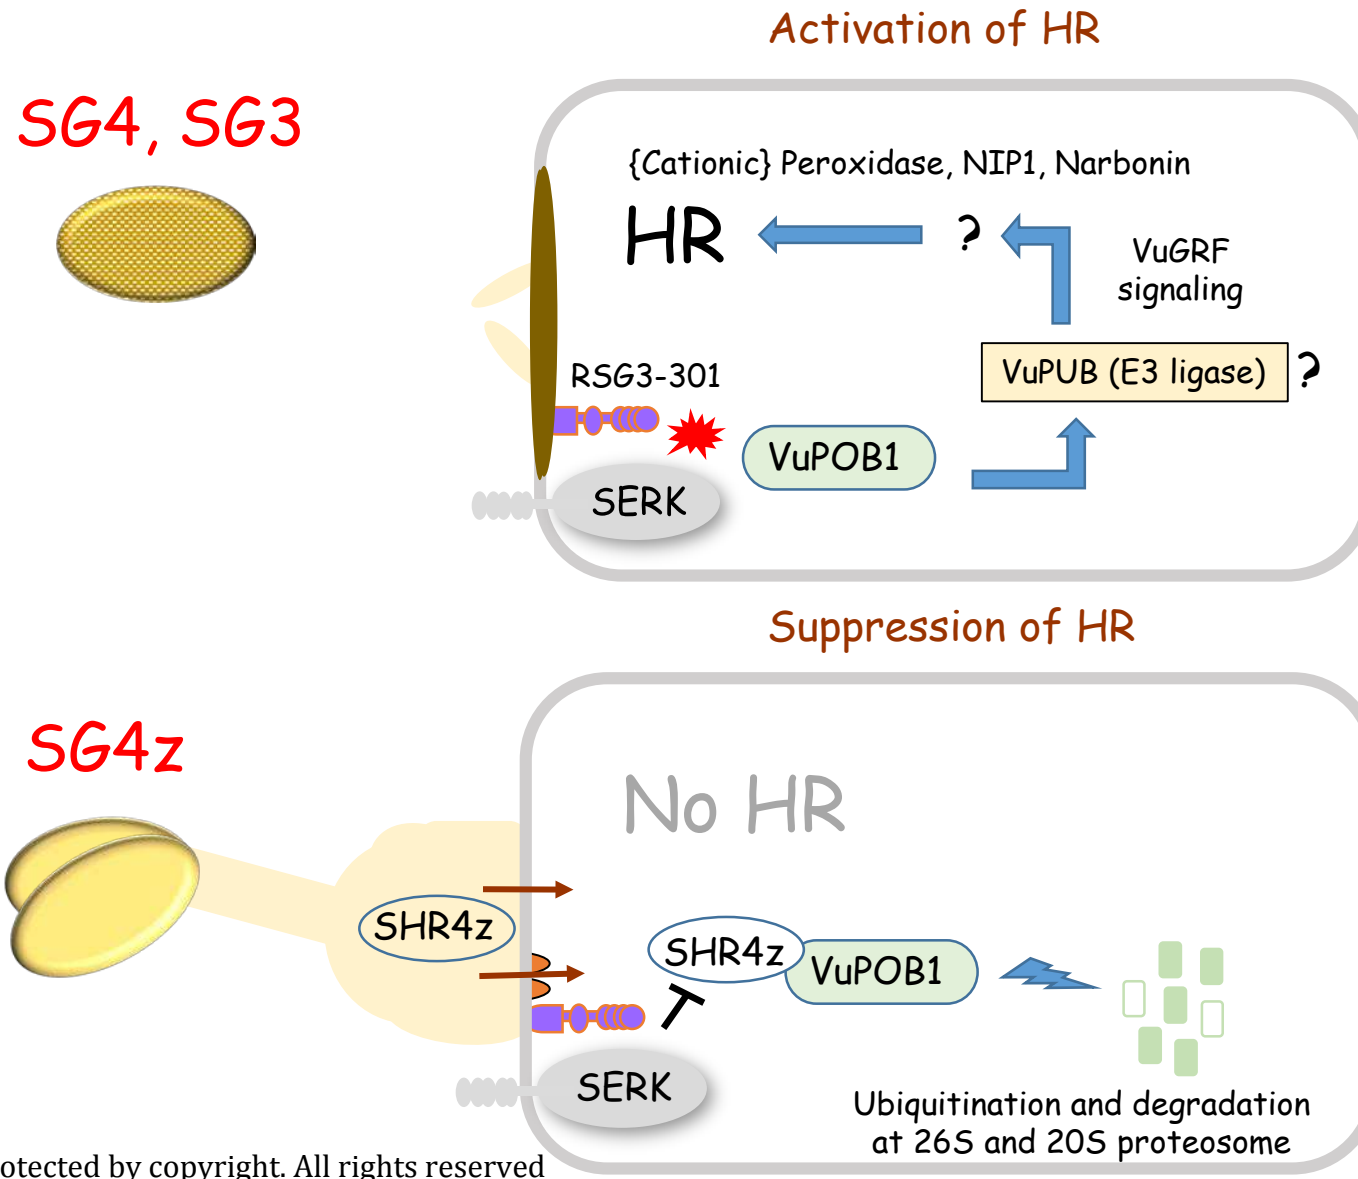 Activation of HR
SG4, SG3
{Cationic} Peroxidase, NIP1, Narbonin
HR
?
VuGRF
signaling
VuPUB (E3 ligase)
?
RSG3-301
VuPOB1
SERK
Suppression of HR
SG4z
No HR
SHR4z
SHR4z
VuPOB1
SERK
Ubiquitination and degradation
at 26S and 20S proteosome
otected by copyright. All rights reserved